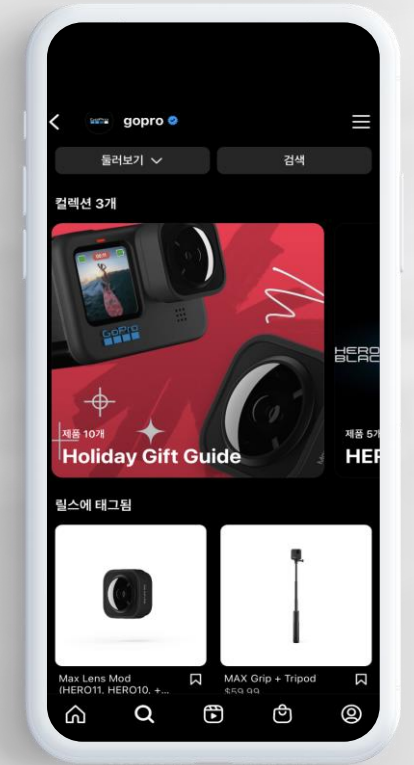 gopro
둘러보기
검색
컬렉션 3개
GoPro
HERO
BLAC
제품 10개
Holiday Gift Guide
제품 5개
HER
릴스에 태그됨
Max Lens Mod
(HERO11, HERO10, +...
MAX Grip + Tripod
$59.99